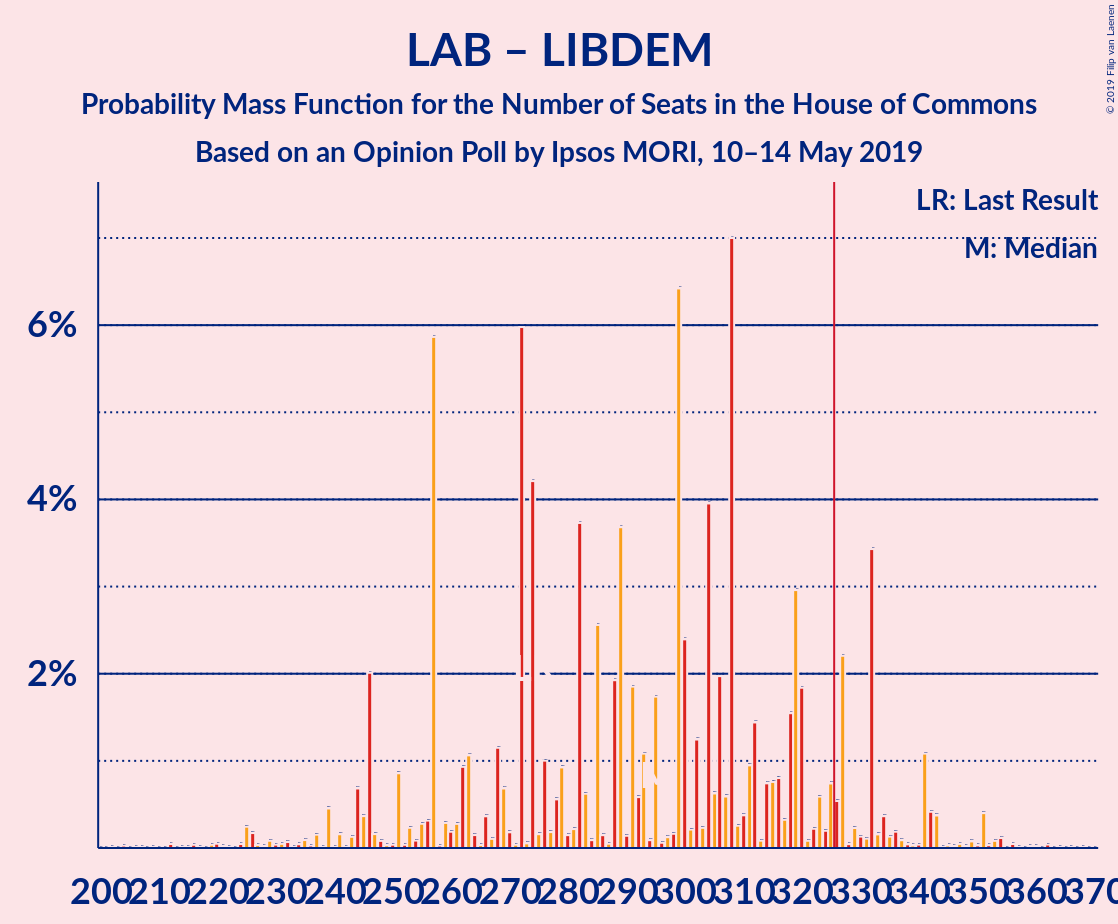 LAB – LIBDEM
Probability Mass Function for the Number of Seats in the House of Commons
Based on an Opinion Poll by Ipsos MORI, 10–14 May 2019
© 2019 Filip van Laenen
LR: Last Result
M: Median
6%
4%
2%
200 210 220 230 240 250 260 270 280 290 300 310 320 330 340 350 360 370